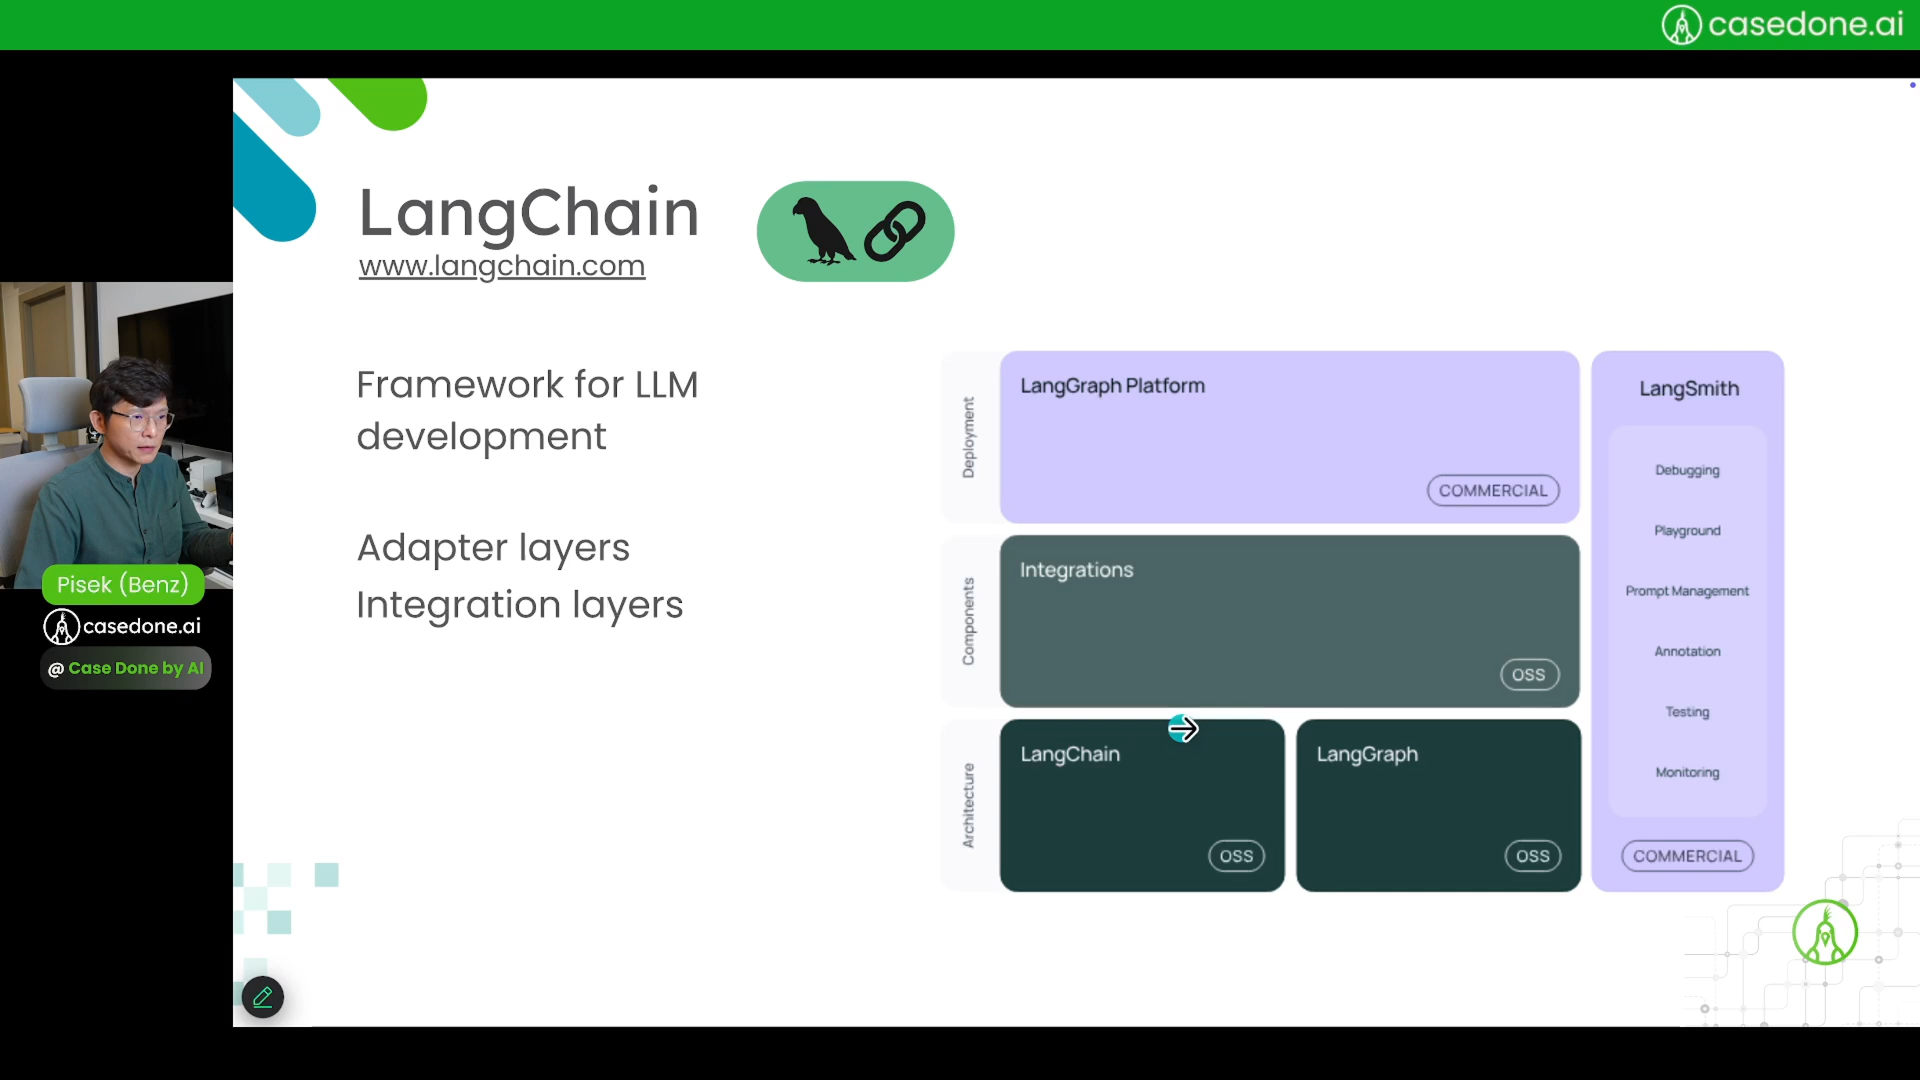 casedone.ai
LangChain
www.langchain.com
Framework for LLM
development
Adapter layers
Integration layers
Deployment
LangGraph Platform
COMMERCIAL
Components
Integrations
OSS
Architecture
LangChain
OSS
LangGraph
OSS
LangSmith
Debugging
Playground
Prompt Management
Annotation
Testing
Monitoring
COMMERCIAL
Pisek (Benz)
casedone.ai
@ Case Done by AI